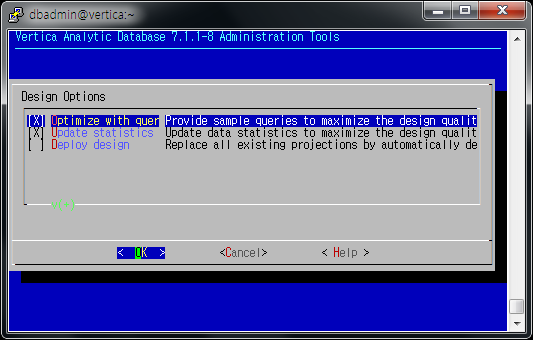 dbadmin@vertica:~
Vertica Analytic Database 7.1.1-8 Administration Tools
Design Options
[X] Optimize with quer Provide sample queries to maximize the design qualit
[X] Update statistics Update data statistics to maximize the design qualit
[ ] Deploy design Replace all existing projections by automatically de
< OK > <Cancel> < Help >